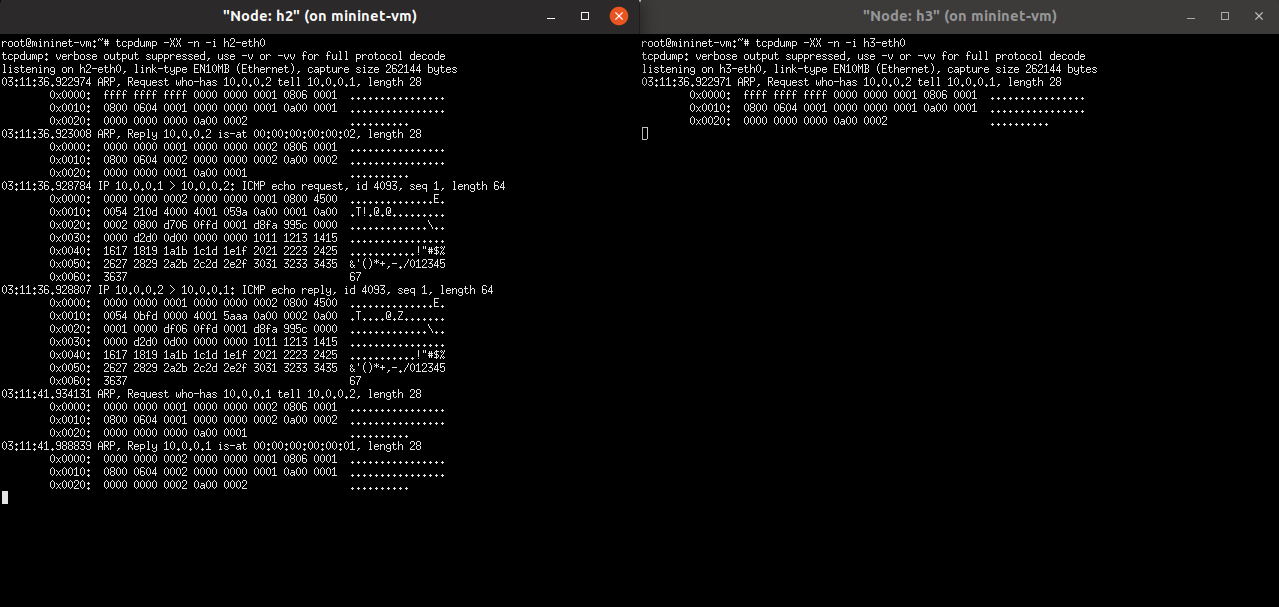 "Node: h2" (on mininet-vm)
root@mininet-vm:~# tcpdump -XX -n -i h2-eth0
tcpdump: verbose output suppressed, use -v or -vv for full protocol decode
listening on h2-eth0, link-type EN10MB (Ethernet), capture size 262144 bytes
03:11:36.922974 ARP, Request who-has 10.0.0.2 tell 10.0.0.1, length 28
0x0000:  ffff ffff ffff 0000 0000 0001 0806 0001  ................
0x0010:  0800 0604 0001 0000 0000 0001 0a00 0001  ................
0x0020:  0000 0000 0000 0a00 0002                 ..........
03:11:36.923008 ARP, Reply 10.0.0.2 is-at 00:00:00:00:00:02, length 28
0x0000:  0000 0000 0001 0000 0000 0002 0806 0001  ................
0x0010:  0800 0604 0002 0000 0000 0002 0a00 0002  ................
0x0020:  0000 0000 0001 0a00 0001                 ..........
03:11:36.928784 IP 10.0.0.1 > 10.0.0.2: ICMP echo request, id 4093, seq 1, length 64
0x0000:  0000 0000 0002 0000 0000 0001 0800 4500  ..............E.
0x0010:  0054 210d 4000 4001 059a 0a00 0001 0a00  .T!.@.@.........
0x0020:  0002 0800 d706 0ffd 0001 d8fa 995c 0000  .............\..
0x0030:  0000 d2d0 0d00 0000 0000 1011 1213 1415  ................
0x0040:  1617 1819 1a1b 1c1d 1e1f 2021 2223 2425  ...........!"#$%
0x0050:  2627 2829 2a2b 2c2d 2e2f 3031 3233 3435  &'()*+,-./012345
0x0060:  3637                                     67
03:11:36.928807 IP 10.0.0.2 > 10.0.0.1: ICMP echo reply, id 4093, seq 1, length 64
0x0000:  0000 0000 0001 0000 0000 0002 0800 4500  ..............E.
0x0010:  0054 0bfd 0000 4001 5aaa 0a00 0002 0a00  .T....@.Z.......
0x0020:  0001 0000 df06 0ffd 0001 d8fa 995c 0000  .............\..
0x0030:  0000 d2d0 0d00 0000 0000 1011 1213 1415  ................
0x0040:  1617 1819 1a1b 1c1d 1e1f 2021 2223 2425  ...........!"#$%
0x0050:  2627 2829 2a2b 2c2d 2e2f 3031 3233 3435  &'()*+,-./012345
0x0060:  3637                                     67
03:11:41.934131 ARP, Request who-has 10.0.0.1 tell 10.0.0.2, length 28
0x0000:  0000 0000 0001 0000 0000 0002 0806 0001  ................
0x0010:  0800 0604 0001 0000 0000 0002 0a00 0002  ................
0x0020:  0000 0000 0000 0a00 0001                 ..........
03:11:41.988839 ARP, Reply 10.0.0.1 is-at 00:00:00:00:00:01, length 28
0x0000:  0000 0000 0002 0000 0000 0001 0806 0001  ................
0x0010:  0800 0604 0002 0000 0000 0001 0a00 0001  ................
0x0020:  0000 0000 0002 0a00 0002                 ..........
"Node: h3" (on mininet-vm)
root@mininet-vm:~# tcpdump -XX -n -i h3-eth0
tcpdump: verbose output suppressed, use -v or -vv for full protocol decode
listening on h3-eth0, link-type EN10MB (Ethernet), capture size 262144 bytes
03:11:36.922971 ARP, Request who-has 10.0.0.2 tell 10.0.0.1, length 28
0x0000:  ffff ffff ffff 0000 0000 0001 0806 0001  ................
0x0010:  0800 0604 0001 0000 0000 0001 0a00 0001  ................
0x0020:  0000 0000 0000 0a00 0002                 ..........